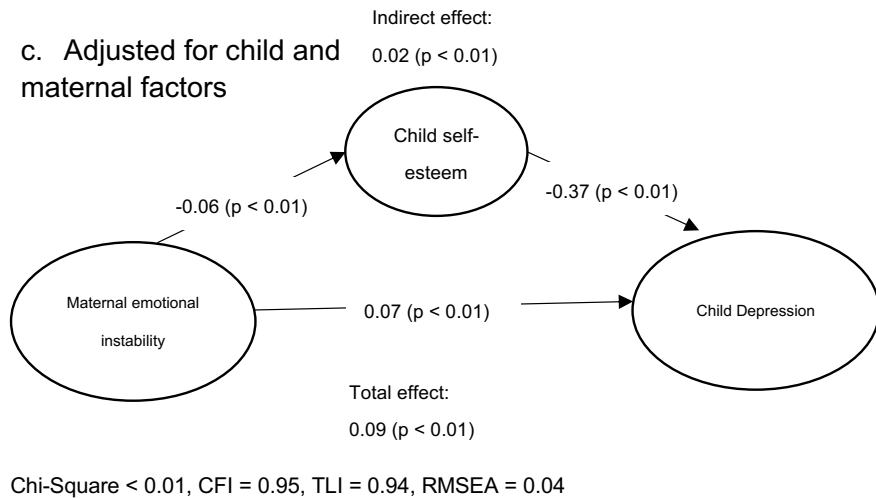 Indirect effect:
0.02 (p < 0.01)
c. Adjusted for child and
maternal factors
Child self-
esteem
-0.06 (p < 0.01)
-0.37 (p < 0.01)
Maternal emotional
instability
0.07 (p < 0.01)
Child Depression
Total effect:
0.09 (p < 0.01)
Chi-Square < 0.01, CFI = 0.95, TLI = 0.94, RMSEA = 0.04